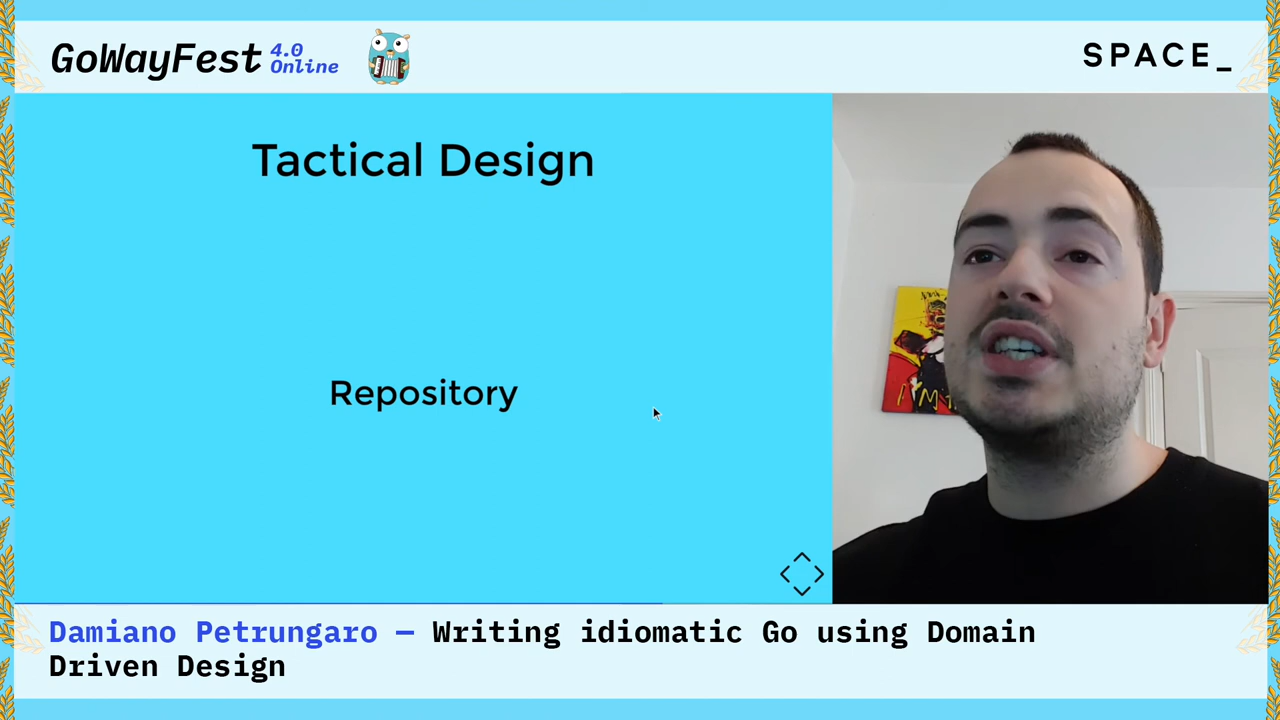 GoWayFest 4.0 Online
SPACE_
Tactical Design
Repository
I'M
Damiano Petrungaro — Writing idiomatic Go using Domain
Driven Design